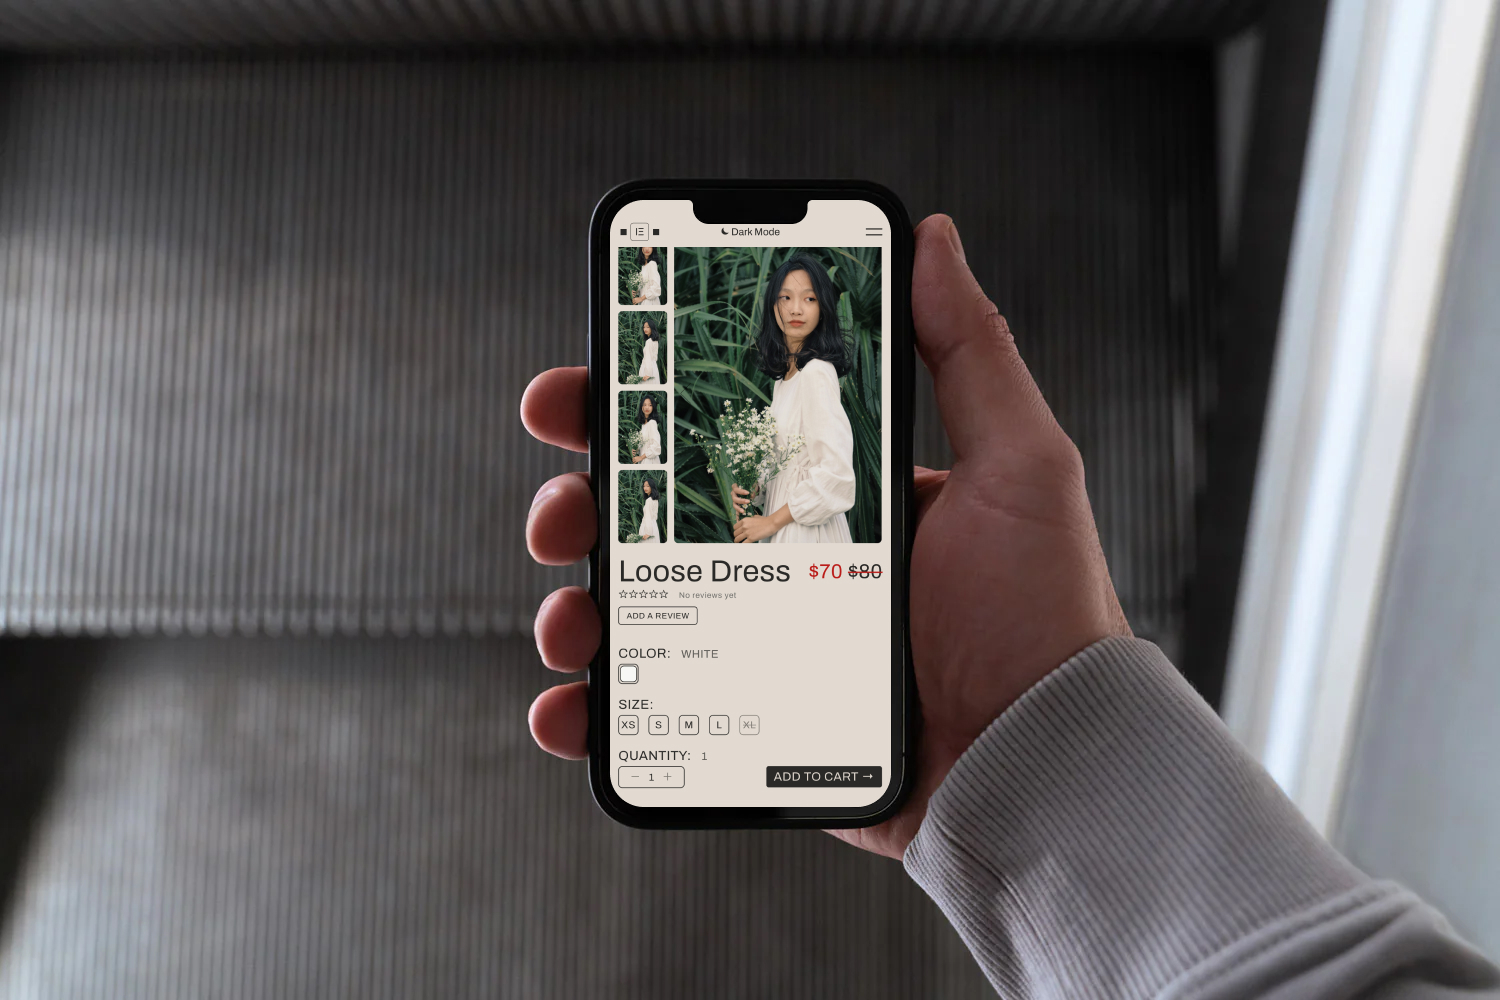 IE
Dark Mode
Loose Dress $70 $80
No reviews yet
ADD A REVIEW
COLOR: WHITE
SIZE:
XS S M L XL
QUANTITY: 1
− 1 + ADD TO CART →